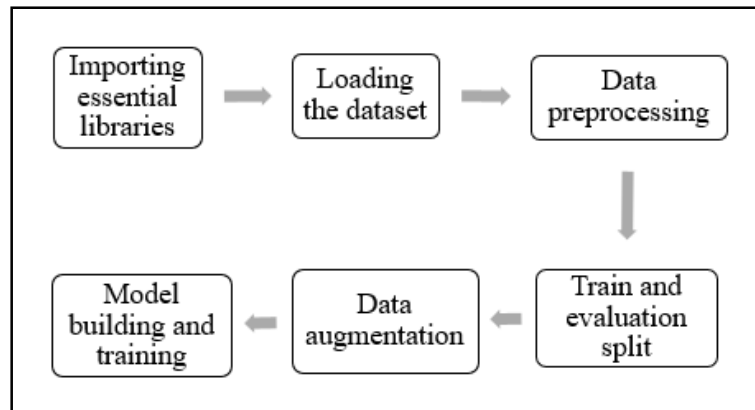 Importing
essential
libraries
Loading
the dataset
Data
preprocessing
Train and
evaluation
split
Data
augmentation
Model
building and
training